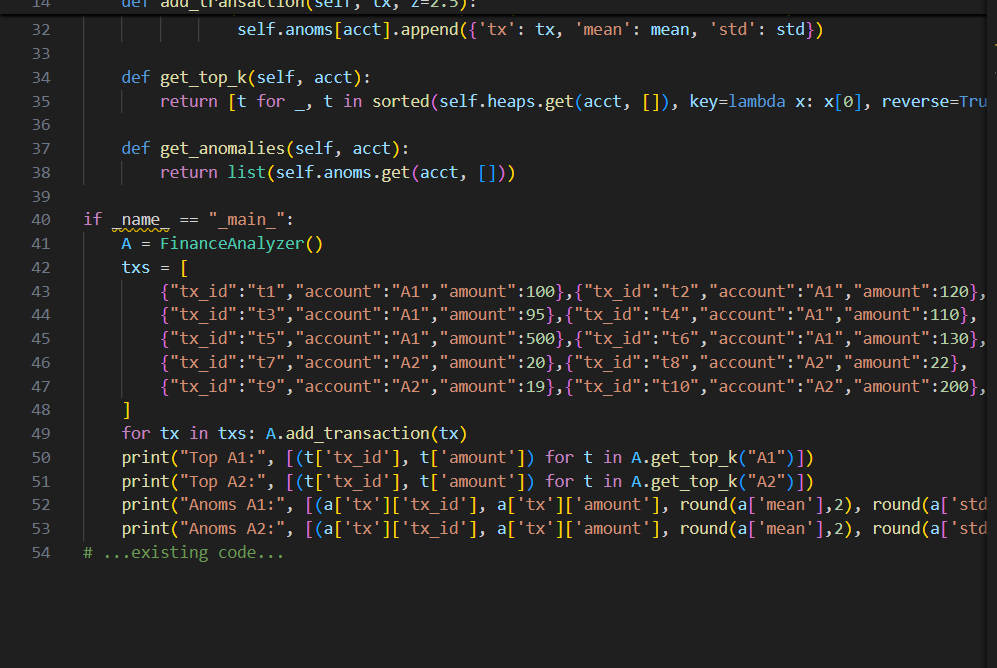 14 def add_transaction(self, tx, z=2.5):
32 self.anoms[acct].append({'tx': tx, 'mean': mean, 'std': std})
33
34 def get_top_k(self, acct):
35 return [t for _, t in sorted(self.heaps.get(acct, []), key=lambda x: x[0], reverse=Tru
36
37 def get_anomalies(self, acct):
38 return list(self.anoms.get(acct, []))
39
40 if _name_ == "_main_":
41 A = FinanceAnalyzer()
42 txs = [
43 {"tx_id":"t1","account":"A1","amount":100},{"tx_id":"t2","account":"A1","amount":120},
44 {"tx_id":"t3","account":"A1","amount":95},{"tx_id":"t4","account":"A1","amount":110},
45 {"tx_id":"t5","account":"A1","amount":500},{"tx_id":"t6","account":"A1","amount":130},
46 {"tx_id":"t7","account":"A2","amount":20},{"tx_id":"t8","account":"A2","amount":22},
47 {"tx_id":"t9","account":"A2","amount":19},{"tx_id":"t10","account":"A2","amount":200},
48 ]
49 for tx in txs: A.add_transaction(tx)
50 print("Top A1:", [(t['tx_id'], t['amount']) for t in A.get_top_k("A1")])
51 print("Top A2:", [(t['tx_id'], t['amount']) for t in A.get_top_k("A2")])
52 print("Anoms A1:", [(a['tx']['tx_id'], a['tx']['amount'], round(a['mean'],2), round(a['std
53 print("Anoms A2:", [(a['tx']['tx_id'], a['tx']['amount'], round(a['mean'],2), round(a['std
54 # ...existing code...